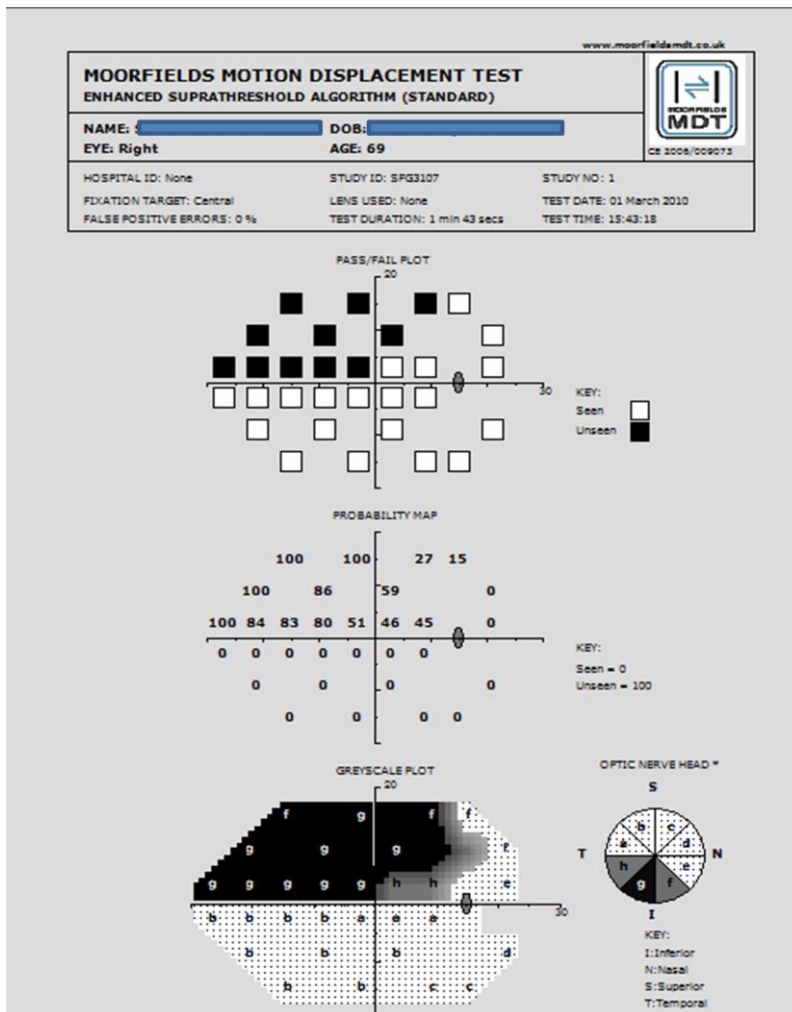 www.moorfieldsmdt.co.uk
MOORFIELDS MOTION DISPLACEMENT TEST
ENHANCED SUPRATHRESHOLD ALGORITHM (STANDARD)
MOORFIELDS
MDT
NAME: DOB:
EYE: Right AGE: 69
CE 2006/009073
HOSPITAL ID: None STUDY ID: SFG3107 STUDY NO: 1
FIXATION TARGET: Central LENS USED: None TEST DATE: 01 March 2010
FALSE POSITIVE ERRORS: 0 % TEST DURATION: 1 min 43 secs TEST TIME: 15:43:18
PASS/FAIL PLOT
20
30
KEY:
Seen
Unseen
PROBABILITY MAP
100 100 27 15
100 86 59 0
100 84 83 80 51 46 45 0
0 0 0 0 0 0 0
KEY:
Seen = 0
0 0 0 0
Unseen = 100
0 0 0 0
GREYSCALE PLOT
OPTIC NERVE HEAD *
20
S
f g f f
b c
g g g f
a d
T N
g g g g g h h e
h e
g f
30
I
b b b b a a a
KEY:
b b b d
I:Inferior
N:Nasal
b b c c
S:Superior
T:Temporal